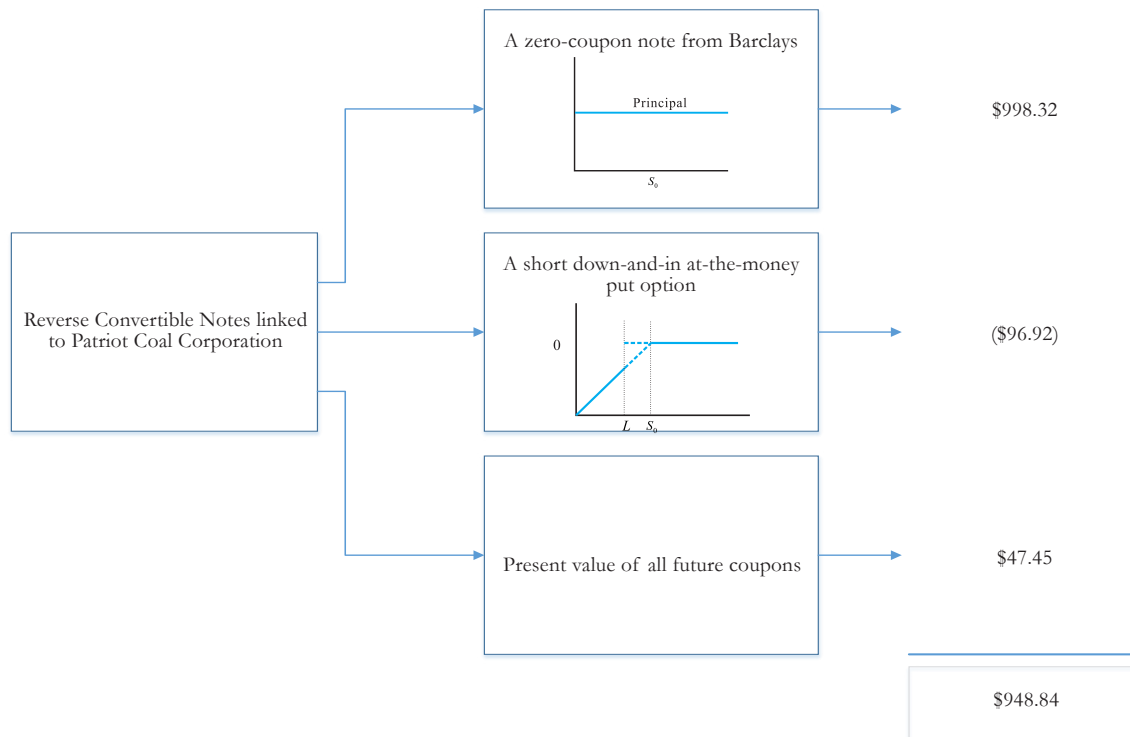 A zero-coupon note from Barclays
Principal
S₀
$998.32
Reverse Convertible Notes linked
to Patriot Coal Corporation
A short down-and-in at-the-money
put option
0
L S₀
($96.92)
Present value of all future coupons
$47.45
$948.84